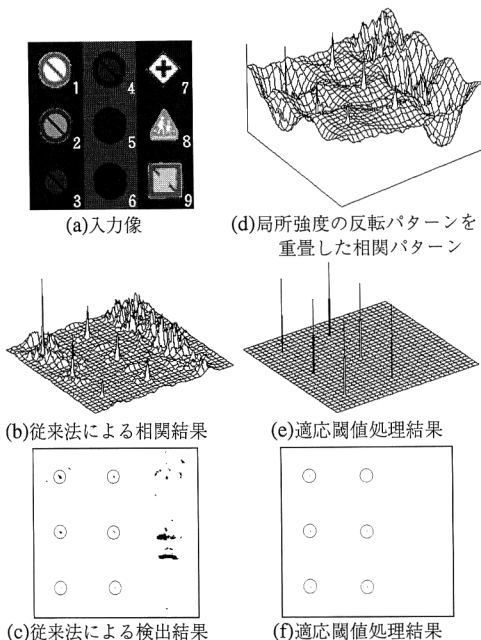 1
4
7
2
5
8
3
6
9
(a)入力像
(d)局所強度の反転パターンを
重畳した相関パターン
(b)従来法による相関結果
(e)適応閾値処理結果
(c)従来法による検出結果
(f)適応閾値処理結果